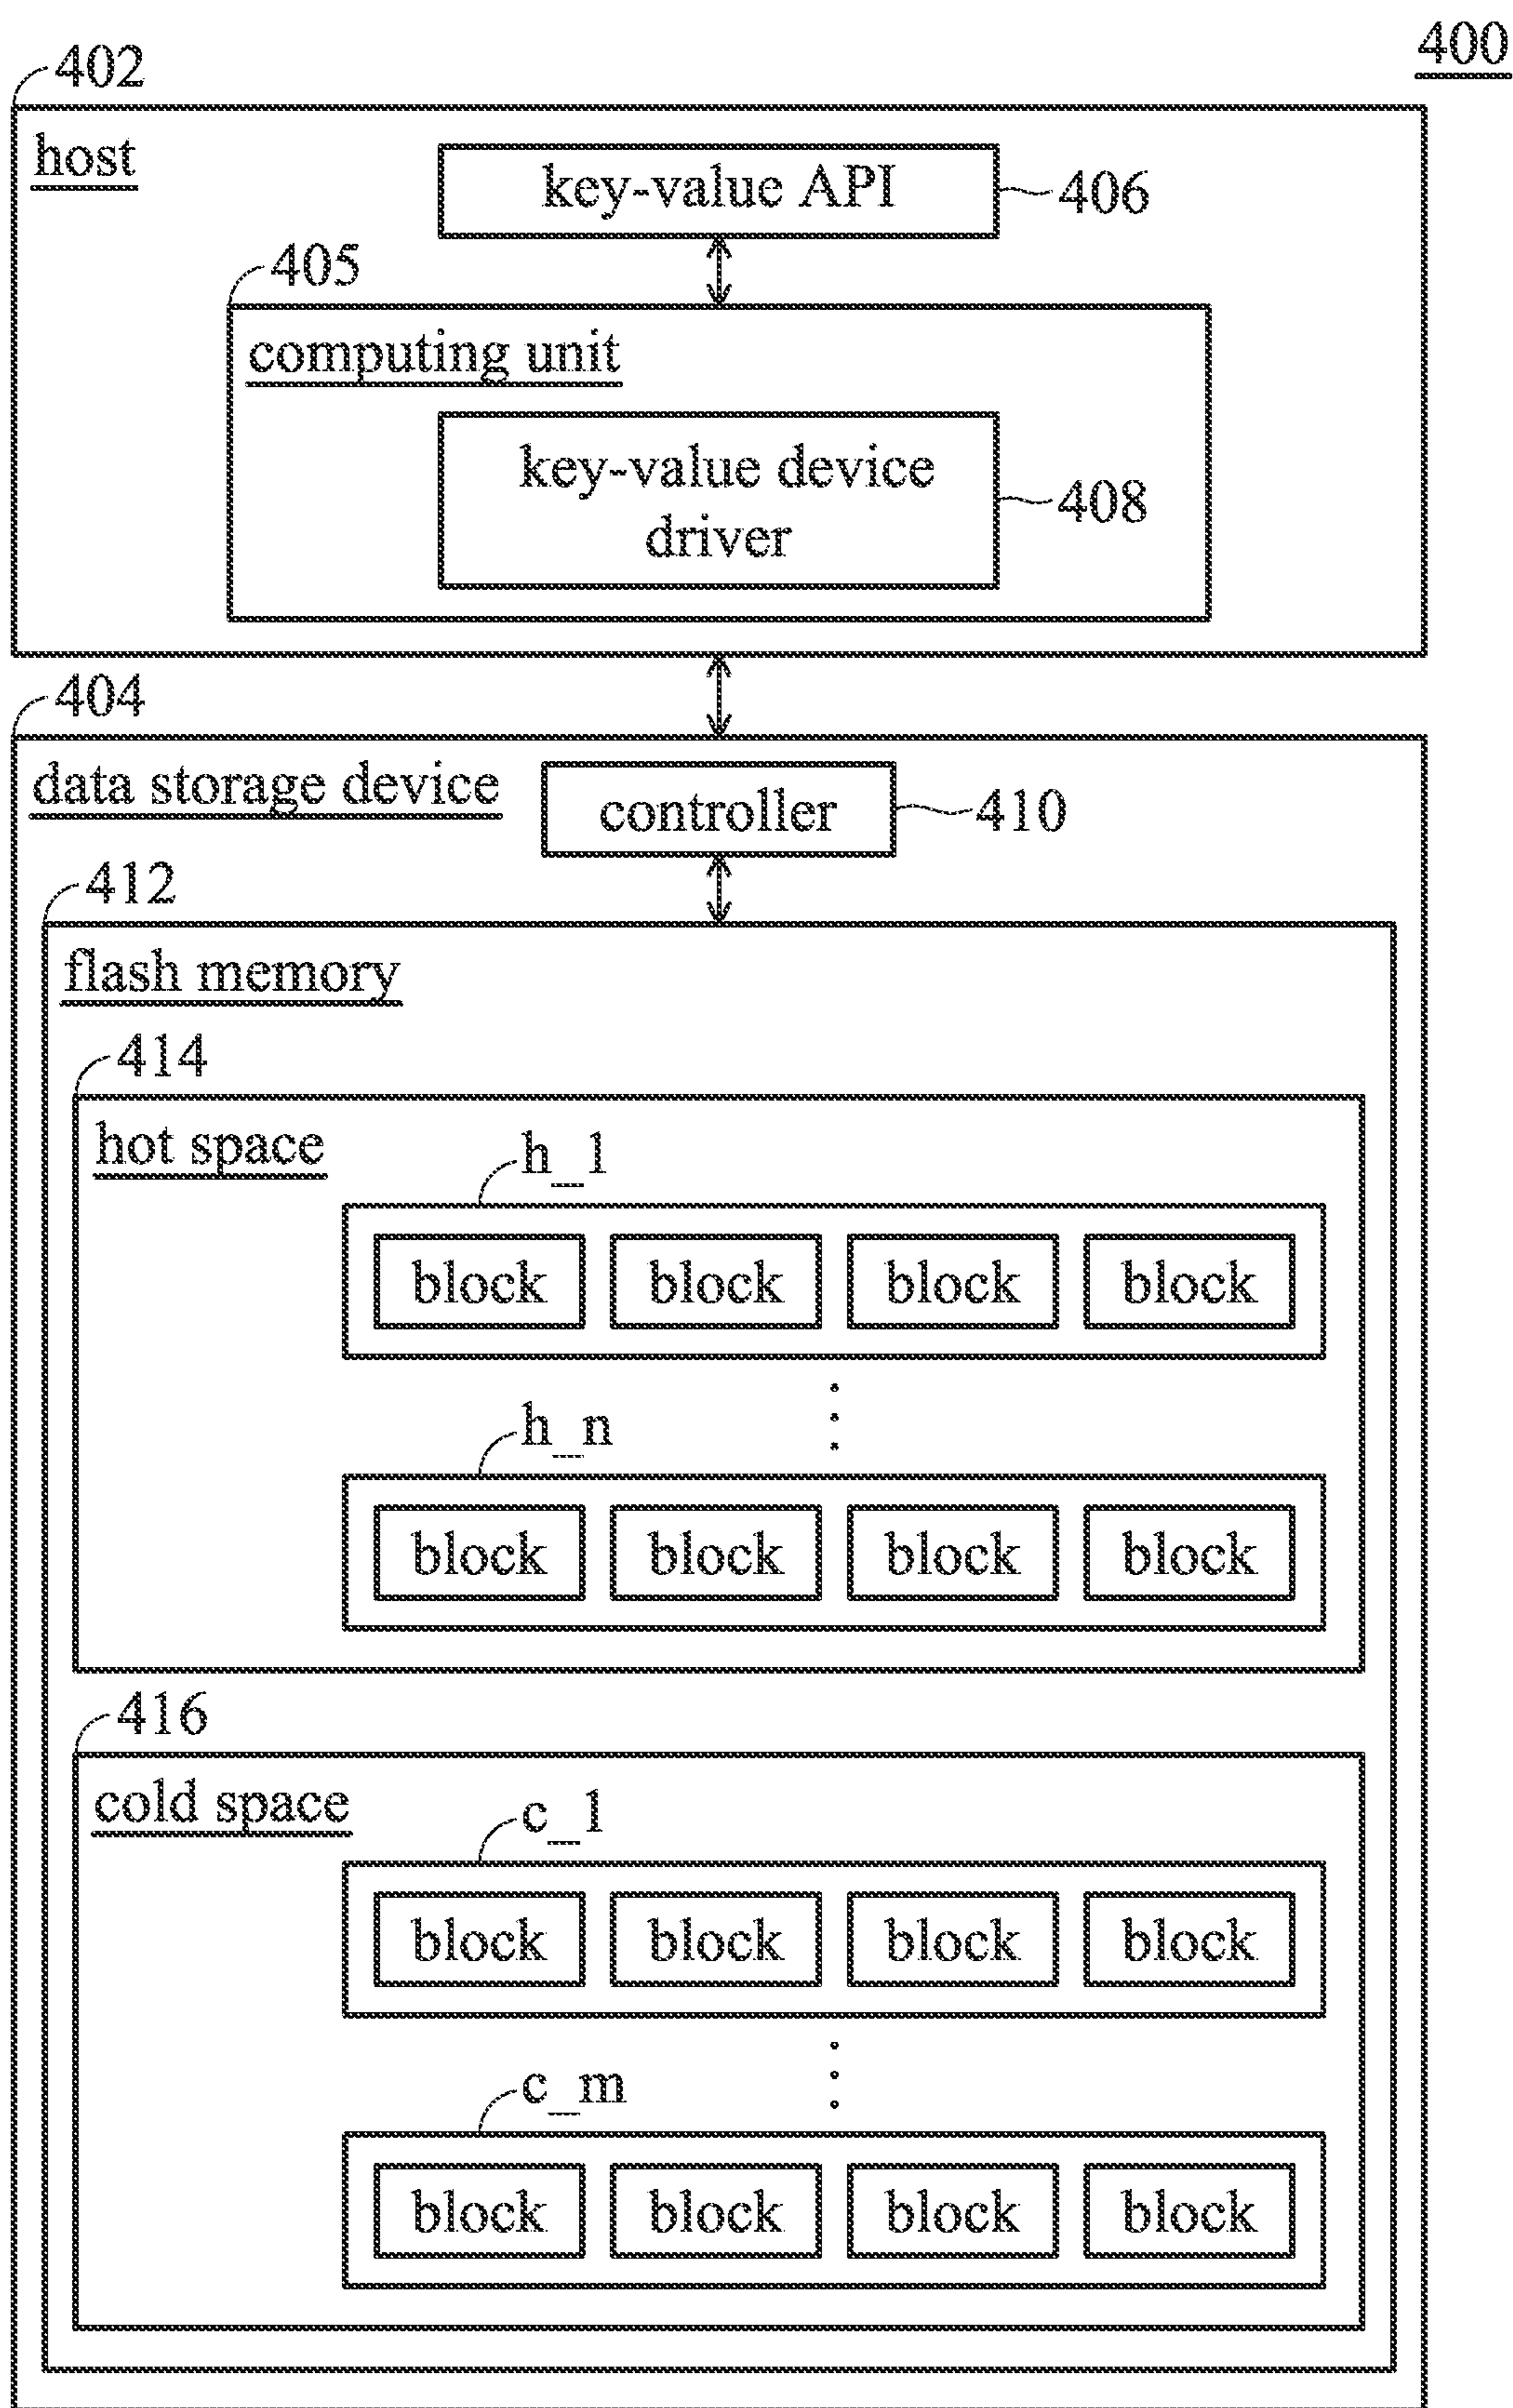 400
402
host
key-value API
406
405
computing unit
key-value device
driver
408
404
data storage device
controller
410
412
flash memory
414
hot space
h_1
block block block block
h_n
block block block block
416
cold space
c_1
block block block block
c_m
block block block block